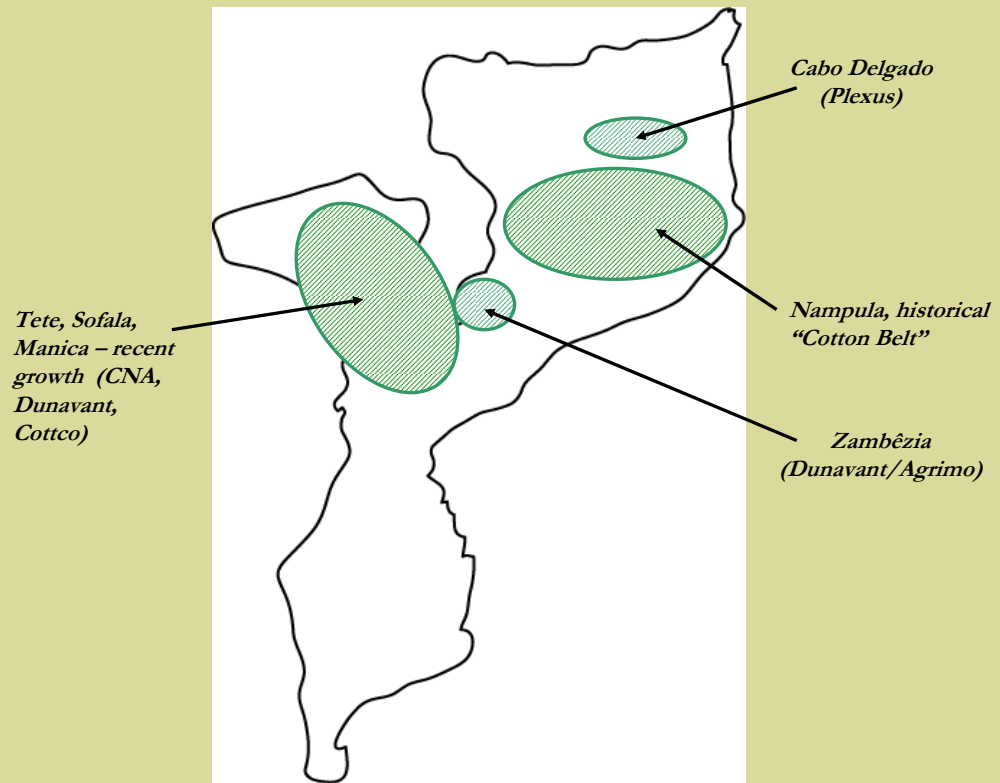 Cabo Delgado
(Plexus)
Tete, Sofala,
Manica – recent
growth (CNA,
Dunavant,
Cottco)
Nampula, historical
“Cotton Belt”
Zambêzia
(Dunavant/Agrimo)